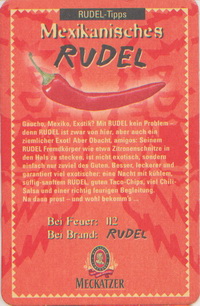 RUDEL-Tipps
Mexikanisches
RUDEL
Gaucho, Mexiko, Exotik? Mit RUDEL kein Problem –
denn RUDEL ist zwar von hier, aber auch ein
ziemlicher Exot! Aber Obacht, amigos: Seinem
RUDEL Fremdkörper wie einen Zitronenschnitz in
den Hals zu stecken, ist nicht exotisch, sondern
einfach nur zuviel des Guten. Besser, leckerer und
garantiert viel exotischer: eine Nacht mit kühlem,
süffig-sanftem RUDEL, guten Taco-Chips, viel Chili-
Salsa und einer richtig feurigen Begleitung.
Na dann prost – und wohl bekomm's ...
Bei Feuer: 112
Bei Brand: RUDEL
MECKATZER